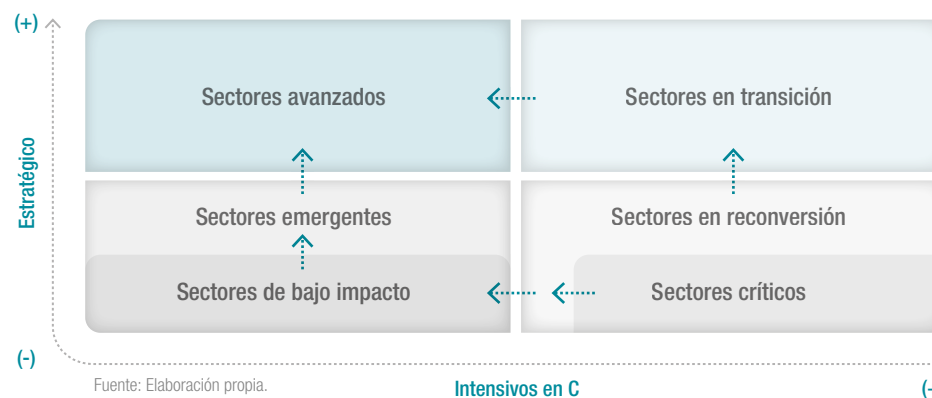 (+)
Sectores avanzados
Sectores en transición
Estratégico
Sectores emergentes
Sectores en reconversión
Sectores de bajo impacto
Sectores críticos
(-)
Fuente: Elaboración propia.
Intensivos en C